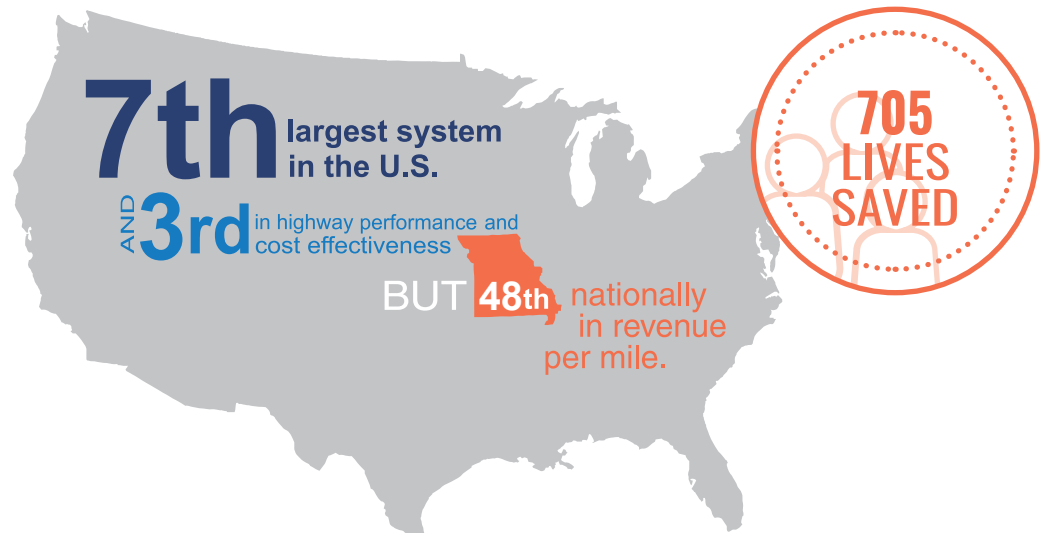 7th largest system
in the U.S.
AND 3rd in highway performance and
cost effectiveness
BUT 48th nationally
in revenue
per mile.
705
LIVES
SAVED